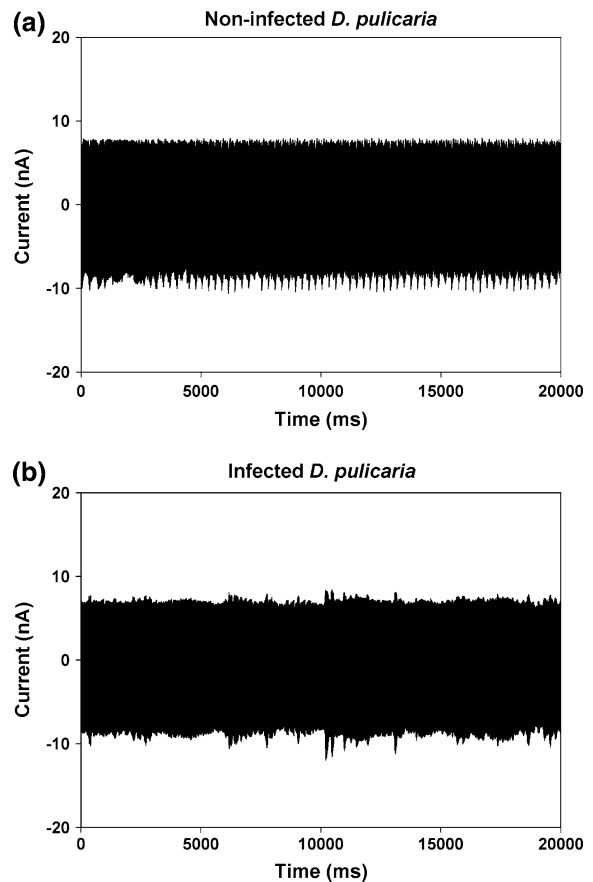 (a)
Non-infected D. pulicaria
20
10
0
-10
-20
Current (nA)
0 5000 10000 15000 20000
Time (ms)
(b)
Infected D. pulicaria
20
10
0
-10
-20
Current (nA)
0 5000 10000 15000 20000
Time (ms)